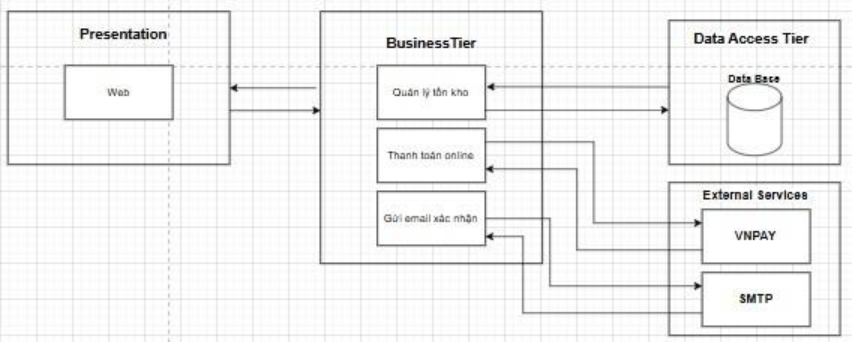 Presentation
Web
BusinessTier
Quản lý tồn kho
Thanh toán online
Gửi email xác nhận
Data Access Tier
Data Base
External Services
VNPAY
SMTP